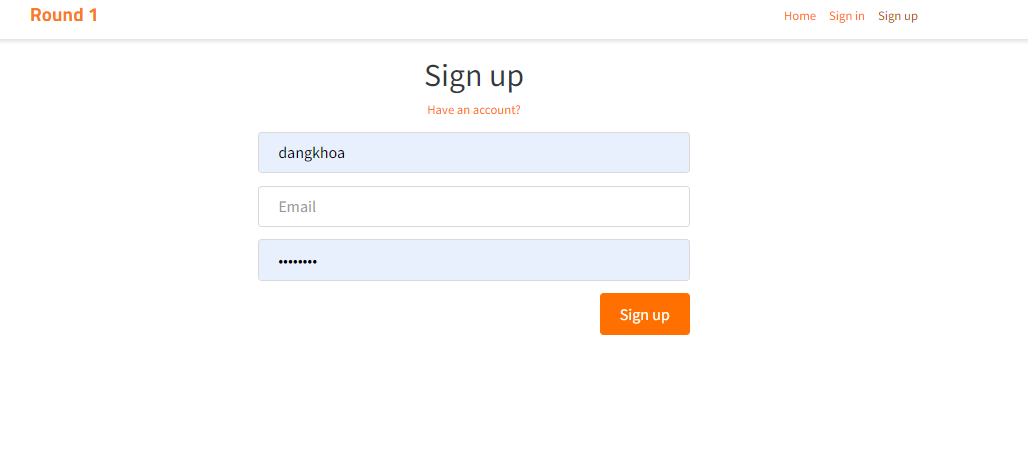 Round 1
Home Sign in Sign up
Sign up
Have an account?
dangkhoa
Email
••••••••
Sign up